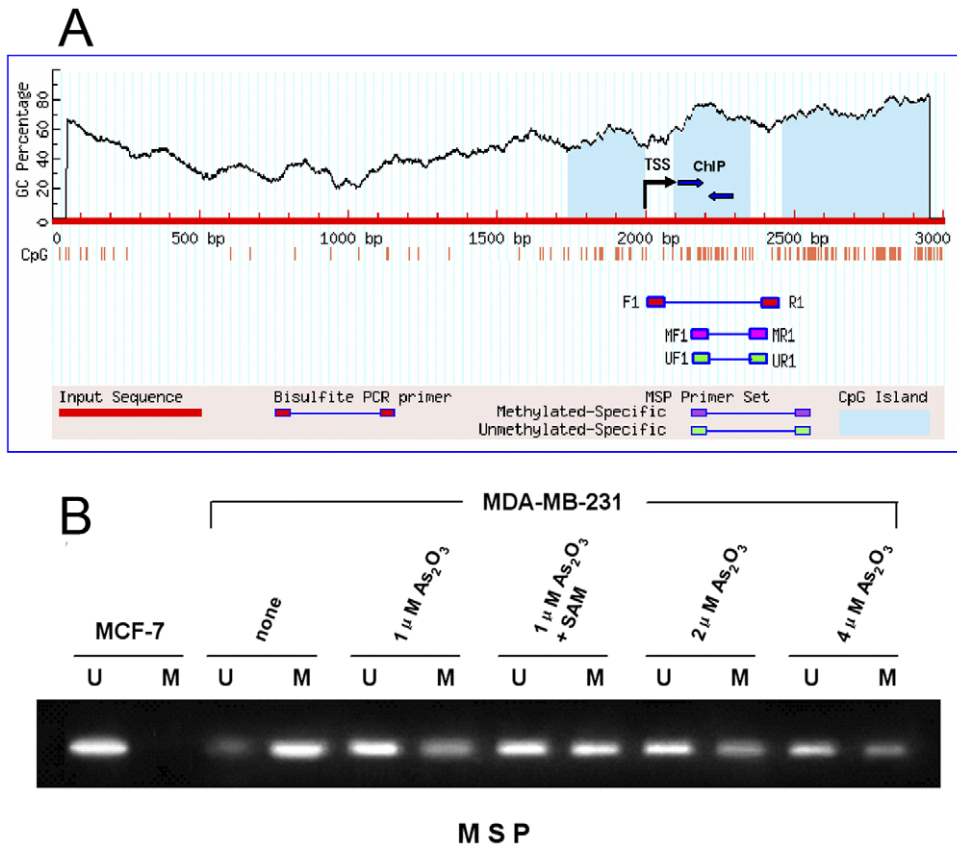 A
GC Percentage
0 20 40 60 80
TSS
ChIP
0 500 bp 1000 bp 1500 bp 2000 bp 2500 bp 3000
CpG
F1 R1
MF1 MR1
UF1 UR1
Input Sequence Bisulfite PCR primer MSP Primer Set CpG Island
Methylated-Specific
Unmethylated-Specific
B
MDA-MB-231
MCF-7
none
1 μM As₂O₃
1 μM As₂O₃
+ SAM
2 μM As₂O₃
4 μM As₂O₃
U M U M U M U M U M U M
MSP